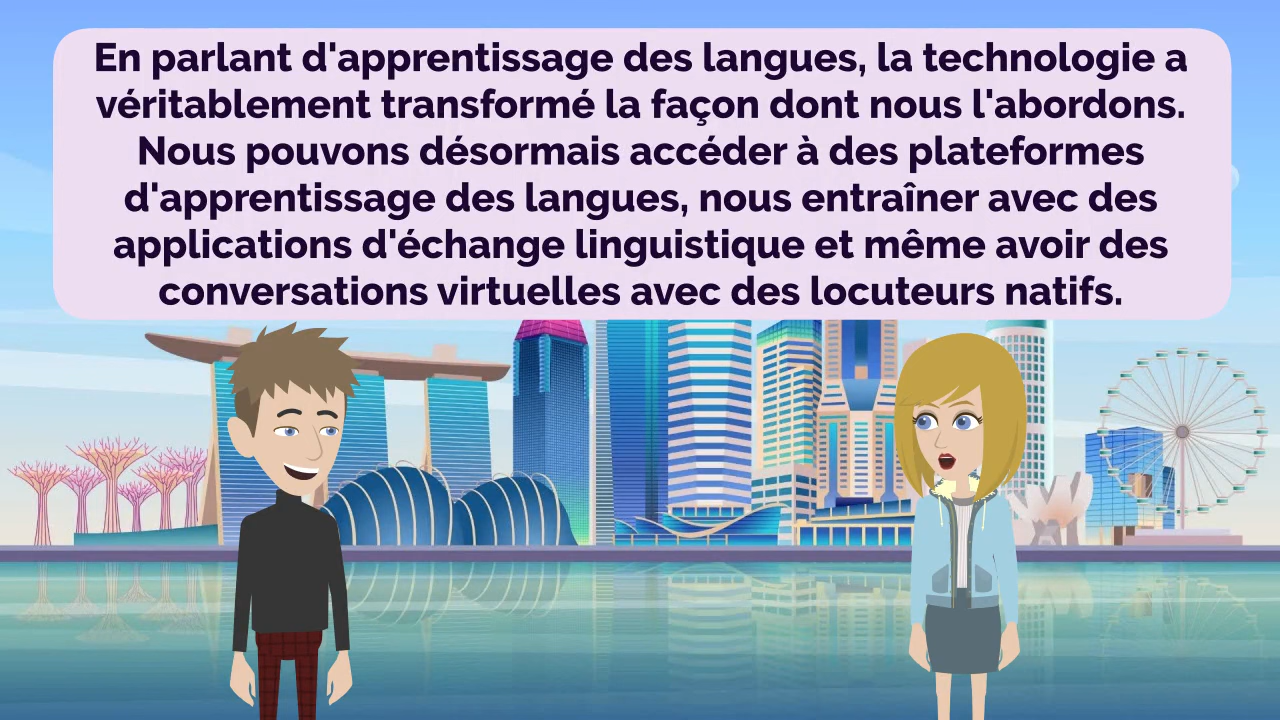 En parlant d'apprentissage des langues, la technologie a
véritablement transformé la façon dont nous l'abordons.
Nous pouvons désormais accéder à des plateformes
d'apprentissage des langues, nous entraîner avec des
applications d'échange linguistique et même avoir des
conversations virtuelles avec des locuteurs natifs.